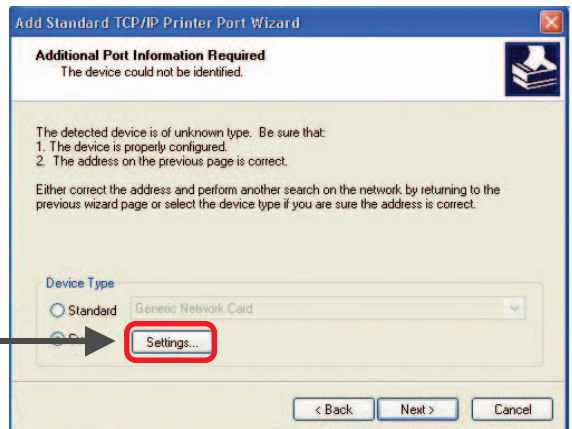 Add Standard TCP/IP Printer Port Wizard
Additional Port Information Required
The device could not be identified.
The detected device is of unknown type. Be sure that:
1. The device is properly configured.
2. The address on the previous page is correct.
Either correct the address and perform another search on the network by returning to the
previous wizard page or select the device type if you are sure the address is correct.
Device Type
Standard
Generic Network Card
Settings...
< Back
Next >
Cancel